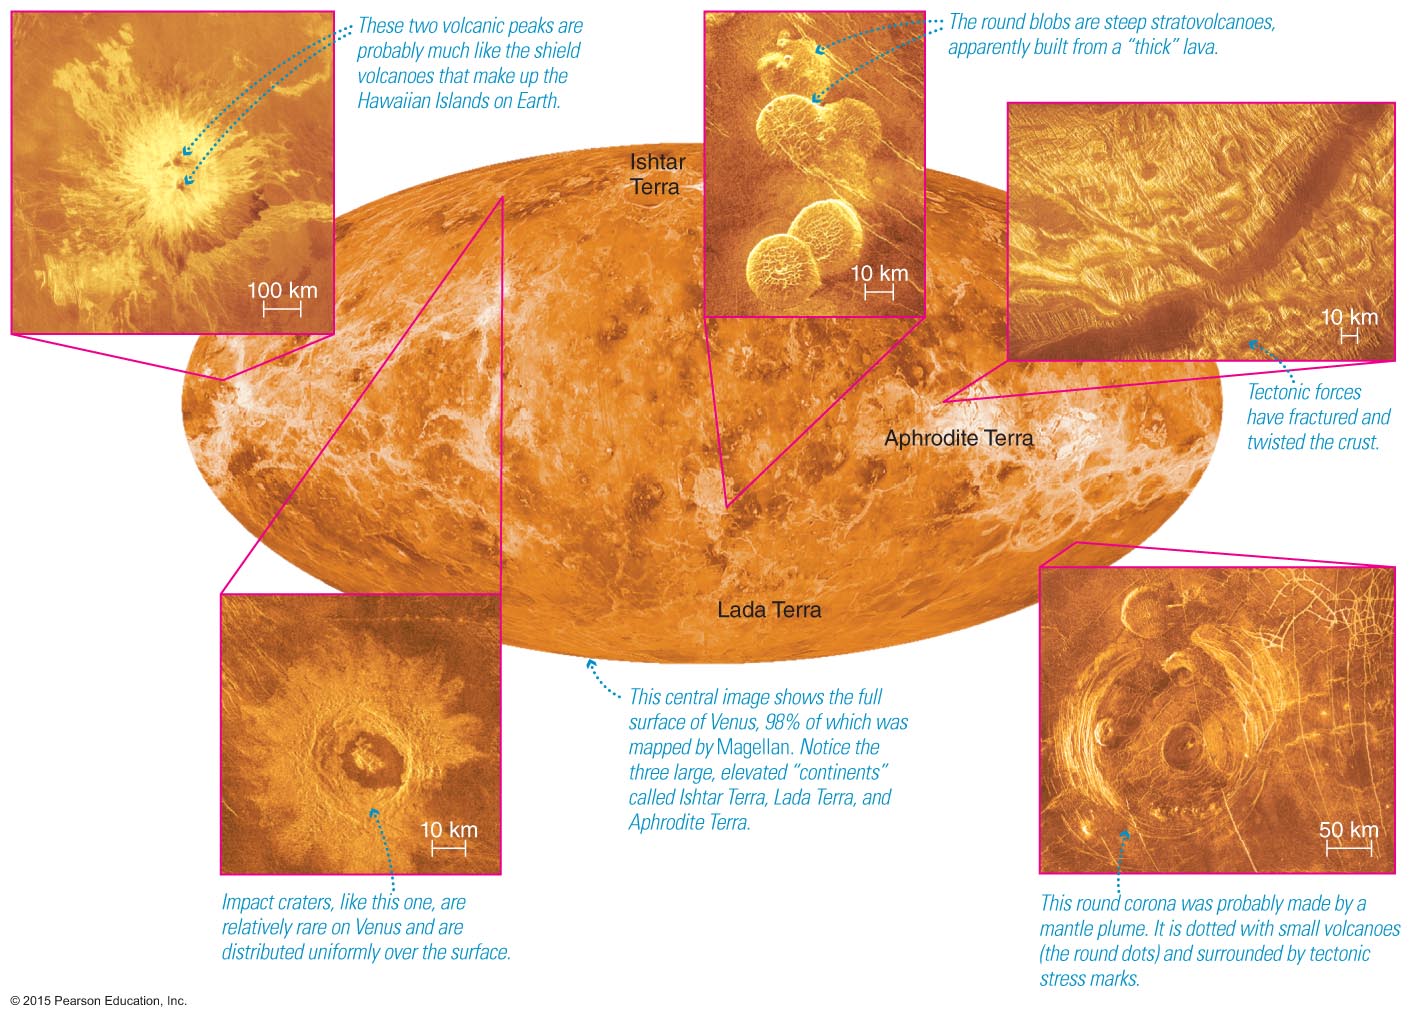 These two volcanic peaks are
probably much like the shield
volcanoes that make up the
Hawaiian Islands on Earth.
The round blobs are steep stratovolcanoes,
apparently built from a “thick” lava.
Ishtar
Terra
100 km
10 km
10 km
Tectonic forces
have fractured and
twisted the crust.
Aphrodite Terra
Lada Terra
This central image shows the full
surface of Venus, 98% of which was
mapped by Magellan. Notice the
three large, elevated “continents”
called Ishtar Terra, Lada Terra, and
Aphrodite Terra.
10 km
50 km
Impact craters, like this one, are
relatively rare on Venus and are
distributed uniformly over the surface.
This round corona was probably made by a
mantle plume. It is dotted with small volcanoes
(the round dots) and surrounded by tectonic
stress marks.
© 2015 Pearson Education, Inc.